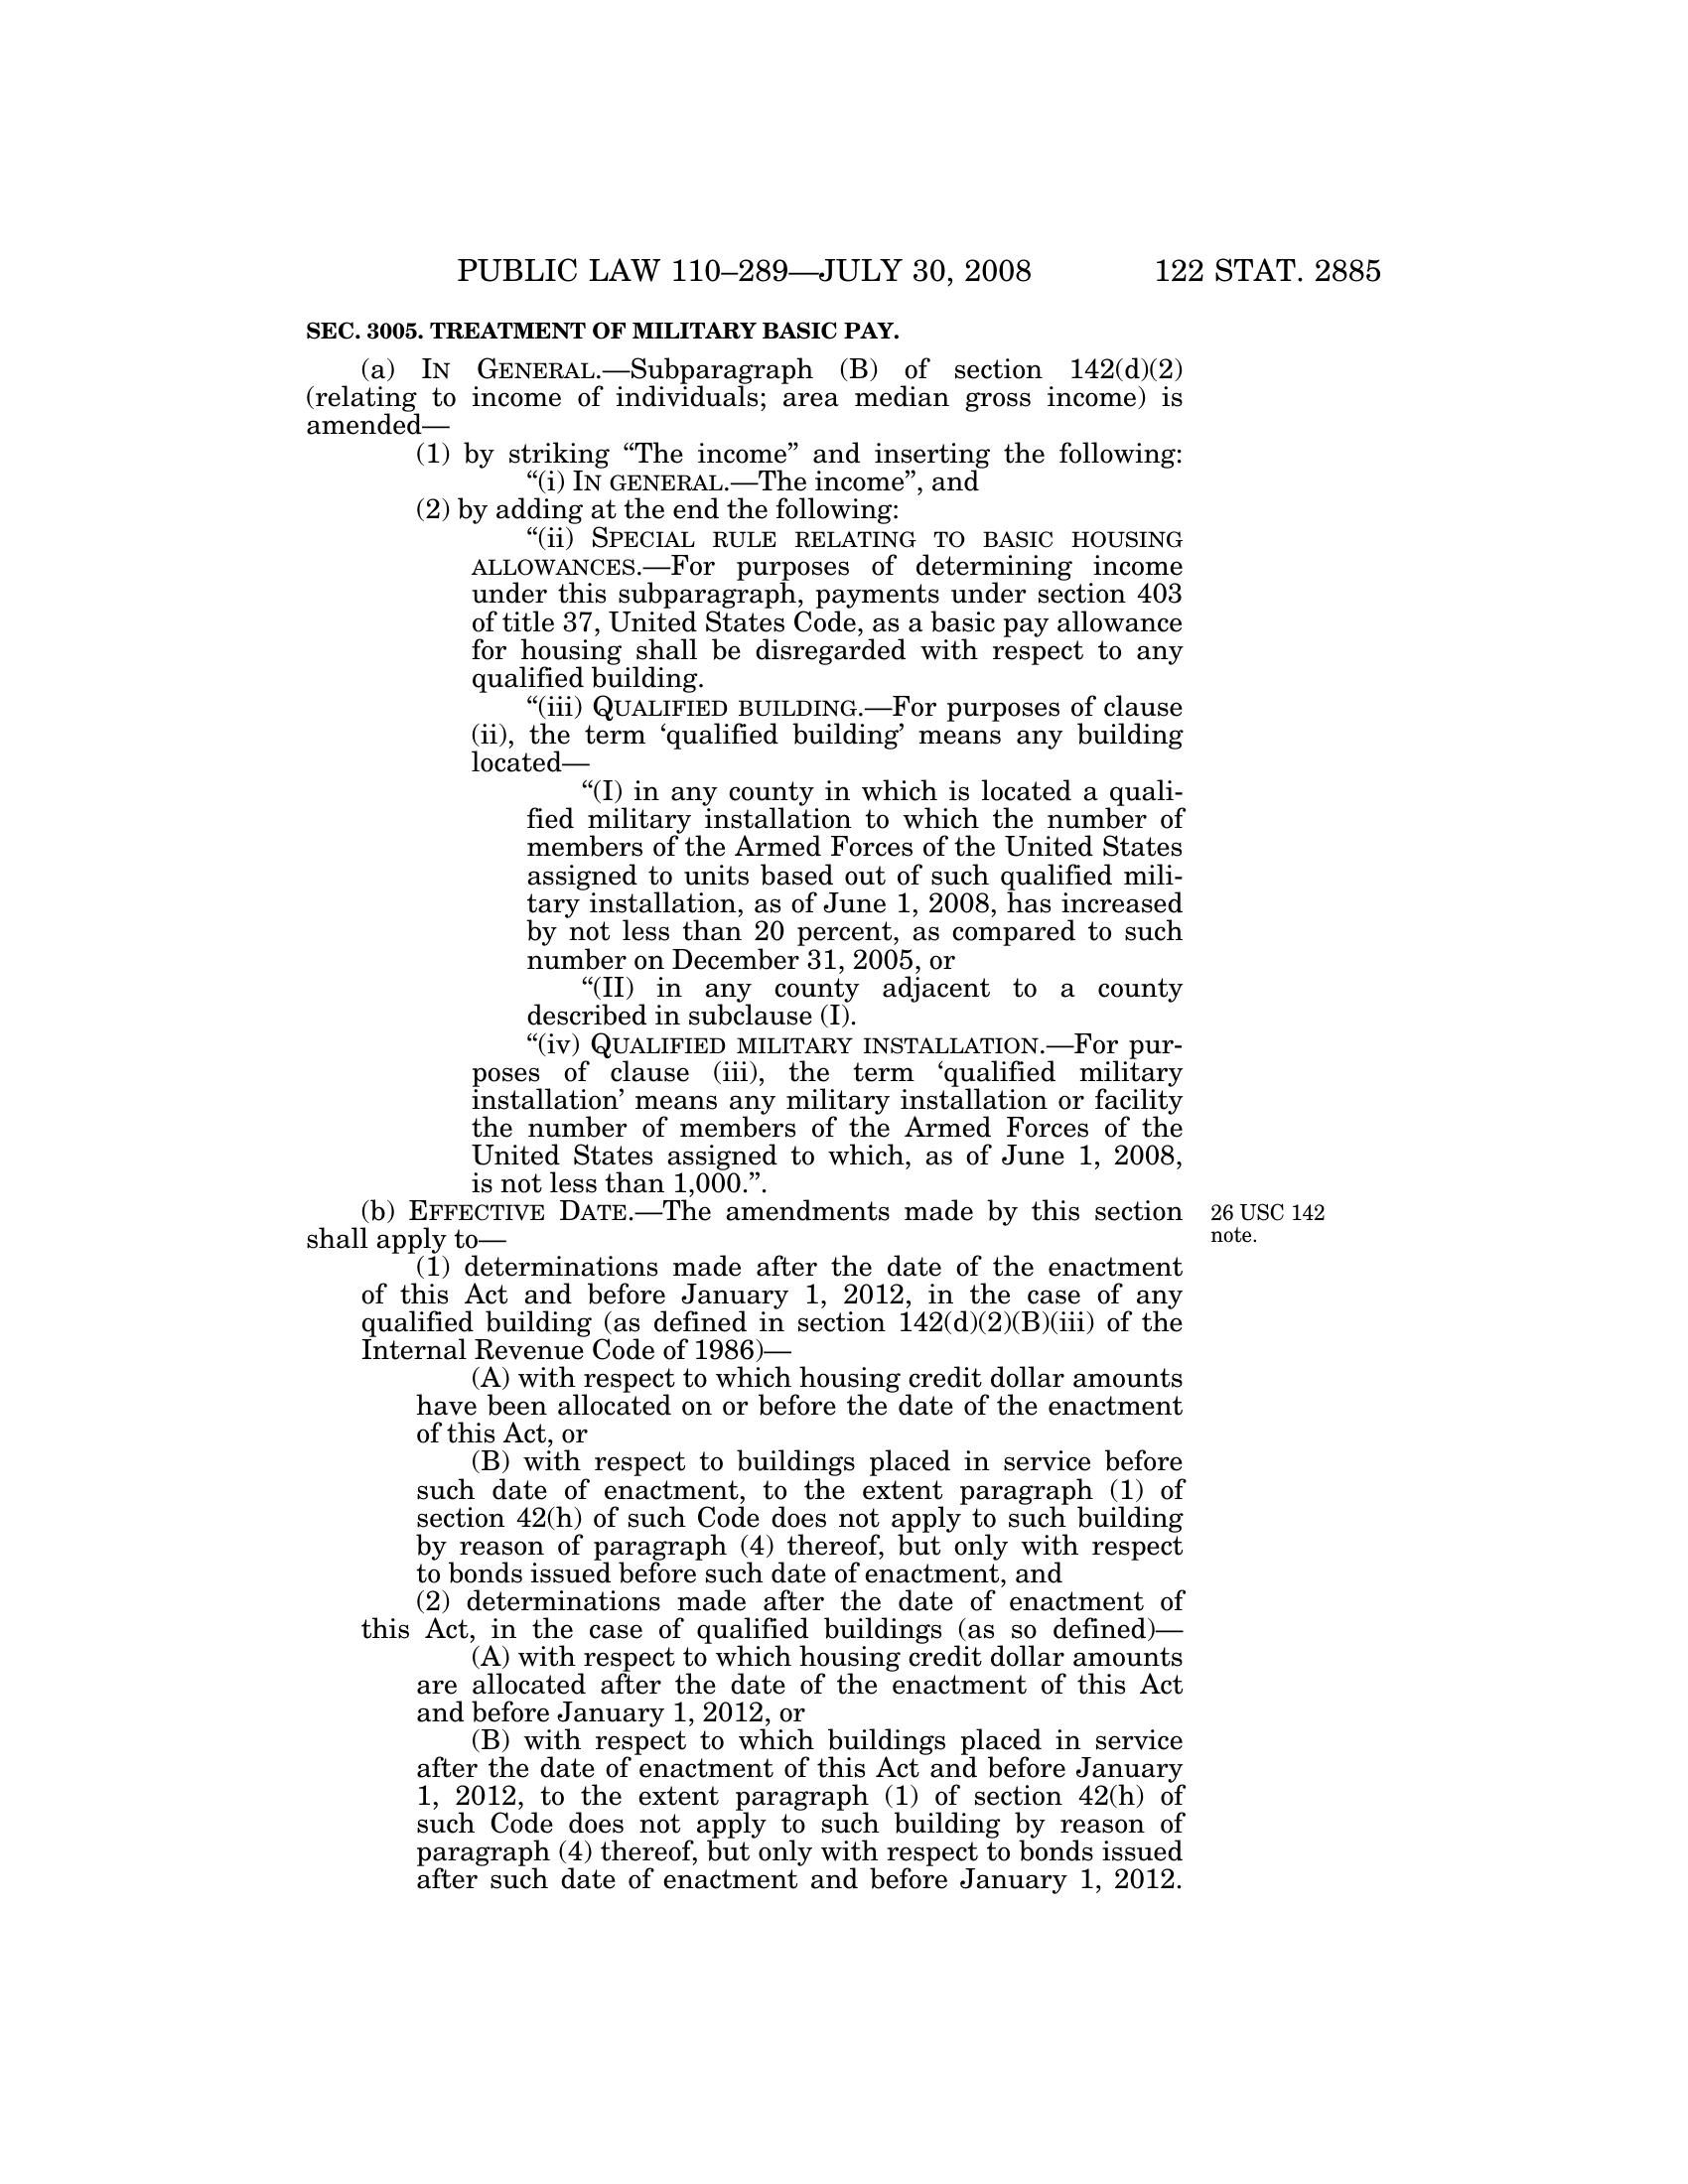 PUBLIC LAW 110–289—JULY 30, 2008 122 STAT. 2885
SEC. 3005. TREATMENT OF MILITARY BASIC PAY.
(a) IN GENERAL.—Subparagraph (B) of section 142(d)(2)
(relating to income of individuals; area median gross income) is
amended—
(1) by striking “The income” and inserting the following:
“(i) IN GENERAL.—The income”, and
(2) by adding at the end the following:
“(ii) SPECIAL RULE RELATING TO BASIC HOUSING
ALLOWANCES.—For purposes of determining income
under this subparagraph, payments under section 403
of title 37, United States Code, as a basic pay allowance
for housing shall be disregarded with respect to any
qualified building.
“(iii) QUALIFIED BUILDING.—For purposes of clause
(ii), the term ‘qualified building’ means any building
located—
“(I) in any county in which is located a quali-
fied military installation to which the number of
members of the Armed Forces of the United States
assigned to units based out of such qualified mili-
tary installation, as of June 1, 2008, has increased
by not less than 20 percent, as compared to such
number on December 31, 2005, or
“(II) in any county adjacent to a county
described in subclause (I).
“(iv) QUALIFIED MILITARY INSTALLATION.—For pur-
poses of clause (iii), the term ‘qualified military
installation’ means any military installation or facility
the number of members of the Armed Forces of the
United States assigned to which, as of June 1, 2008,
is not less than 1,000.”.
(b) EFFECTIVE DATE.—The amendments made by this section
shall apply to—
26 USC 142
note.
(1) determinations made after the date of the enactment
of this Act and before January 1, 2012, in the case of any
qualified building (as defined in section 142(d)(2)(B)(iii) of the
Internal Revenue Code of 1986)—
(A) with respect to which housing credit dollar amounts
have been allocated on or before the date of the enactment
of this Act, or
(B) with respect to buildings placed in service before
such date of enactment, to the extent paragraph (1) of
section 42(h) of such Code does not apply to such building
by reason of paragraph (4) thereof, but only with respect
to bonds issued before such date of enactment, and
(2) determinations made after the date of enactment of
this Act, in the case of qualified buildings (as so defined)—
(A) with respect to which housing credit dollar amounts
are allocated after the date of the enactment of this Act
and before January 1, 2012, or
(B) with respect to which buildings placed in service
after the date of enactment of this Act and before January
1, 2012, to the extent paragraph (1) of section 42(h) of
such Code does not apply to such building by reason of
paragraph (4) thereof, but only with respect to bonds issued
after such date of enactment and before January 1, 2012.